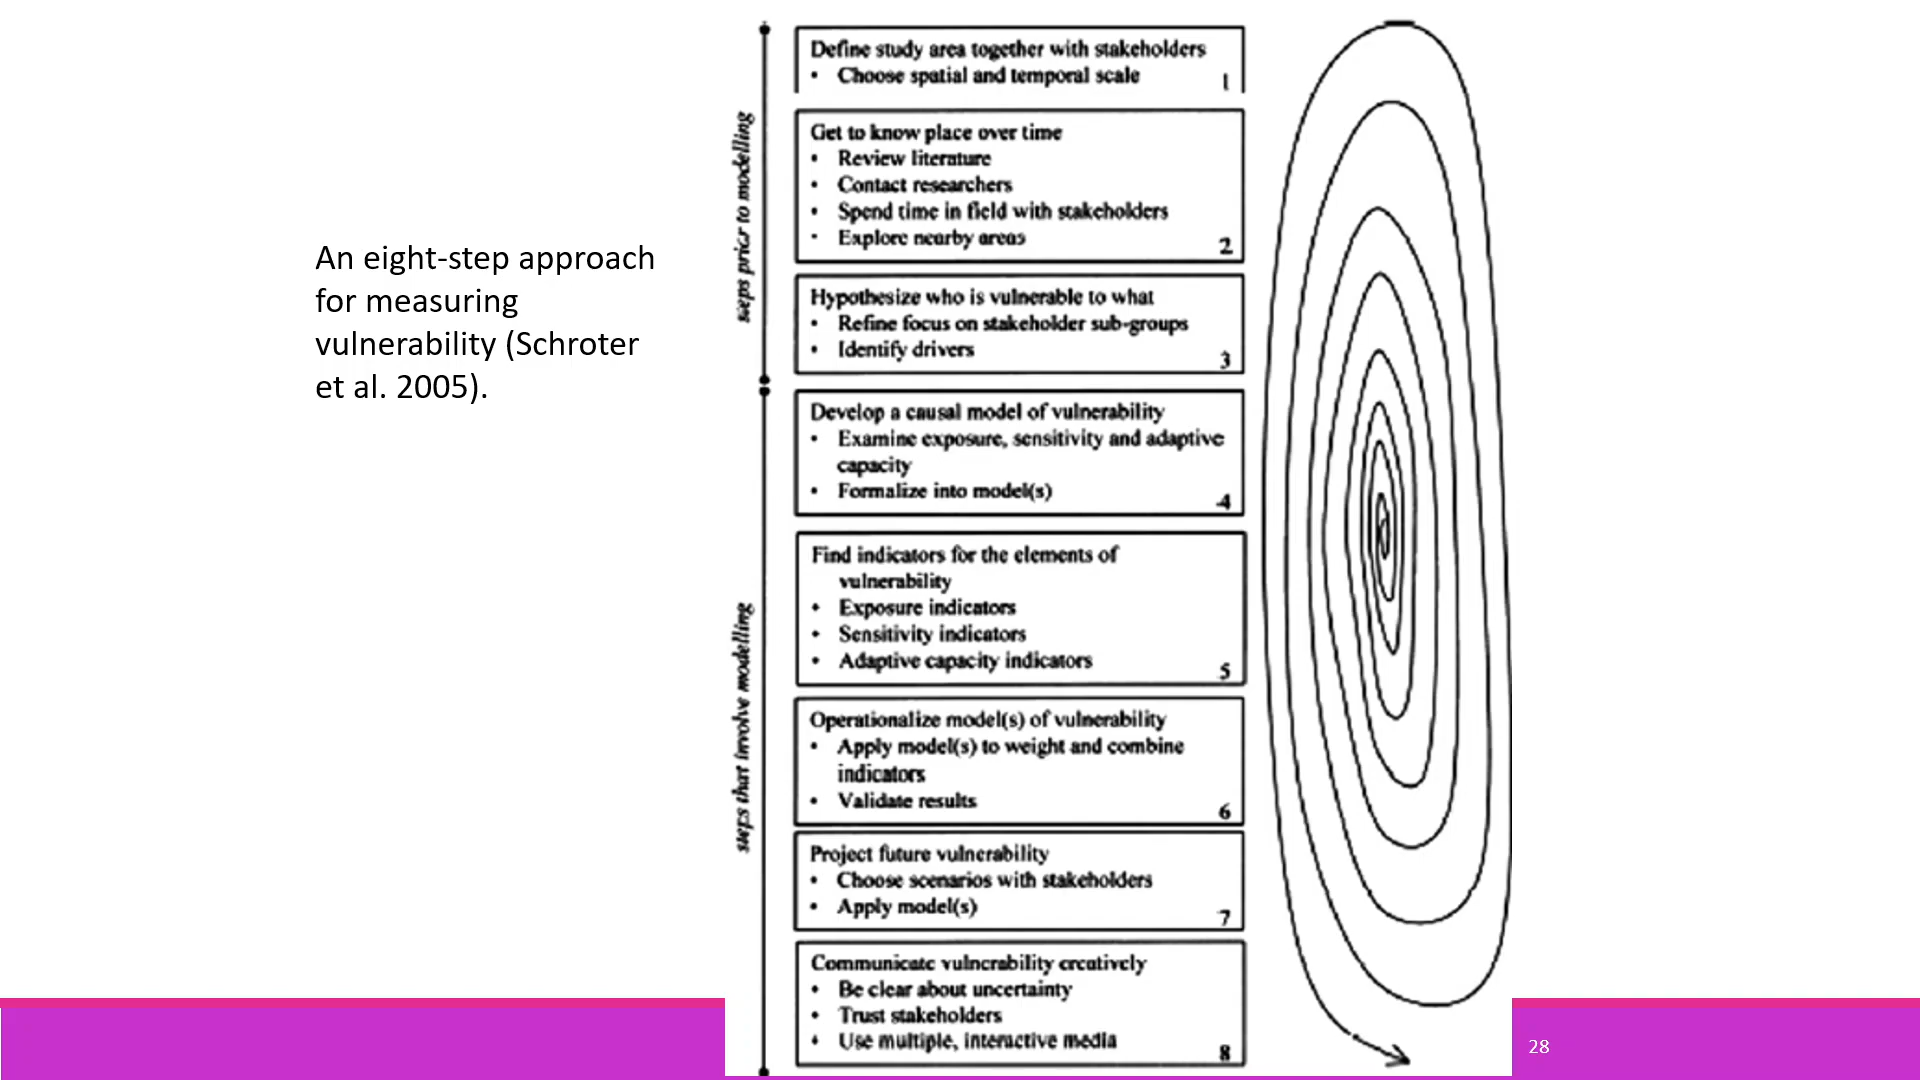 An eight-step approach
for measuring
vulnerability (Schroter
et al. 2005).
steps prior to modelling
Define study area together with stakeholders
• Choose spatial and temporal scale
1
Get to know place over time
• Review literature
• Contact researchers
• Spend time in field with stakeholders
• Explore nearby areas
2
Hypothesize who is vulnerable to what
• Refine focus on stakeholder sub-groups
• Identify drivers
3
steps that involve modelling
Develop a causal model of vulnerability
• Examine exposure, sensitivity and adaptive
capacity
• Formalize into model(s)
4
Find indicators for the elements of
vulnerability
• Exposure indicators
• Sensitivity indicators
• Adaptive capacity indicators
5
Operationalize model(s) of vulnerability
• Apply model(s) to weight and combine
indicators
• Validate results
6
Project future vulnerability
• Choose scenarios with stakeholders
• Apply model(s)
7
Communicate vulnerability creatively
• Be clear about uncertainty
• Trust stakeholders
• Use multiple, interactive media
8
28